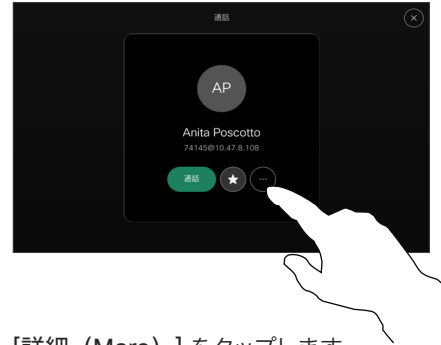 通話
AP
Anita Poscotto
74145@10.47.8.108
通話
[詳細（More）] をタップします